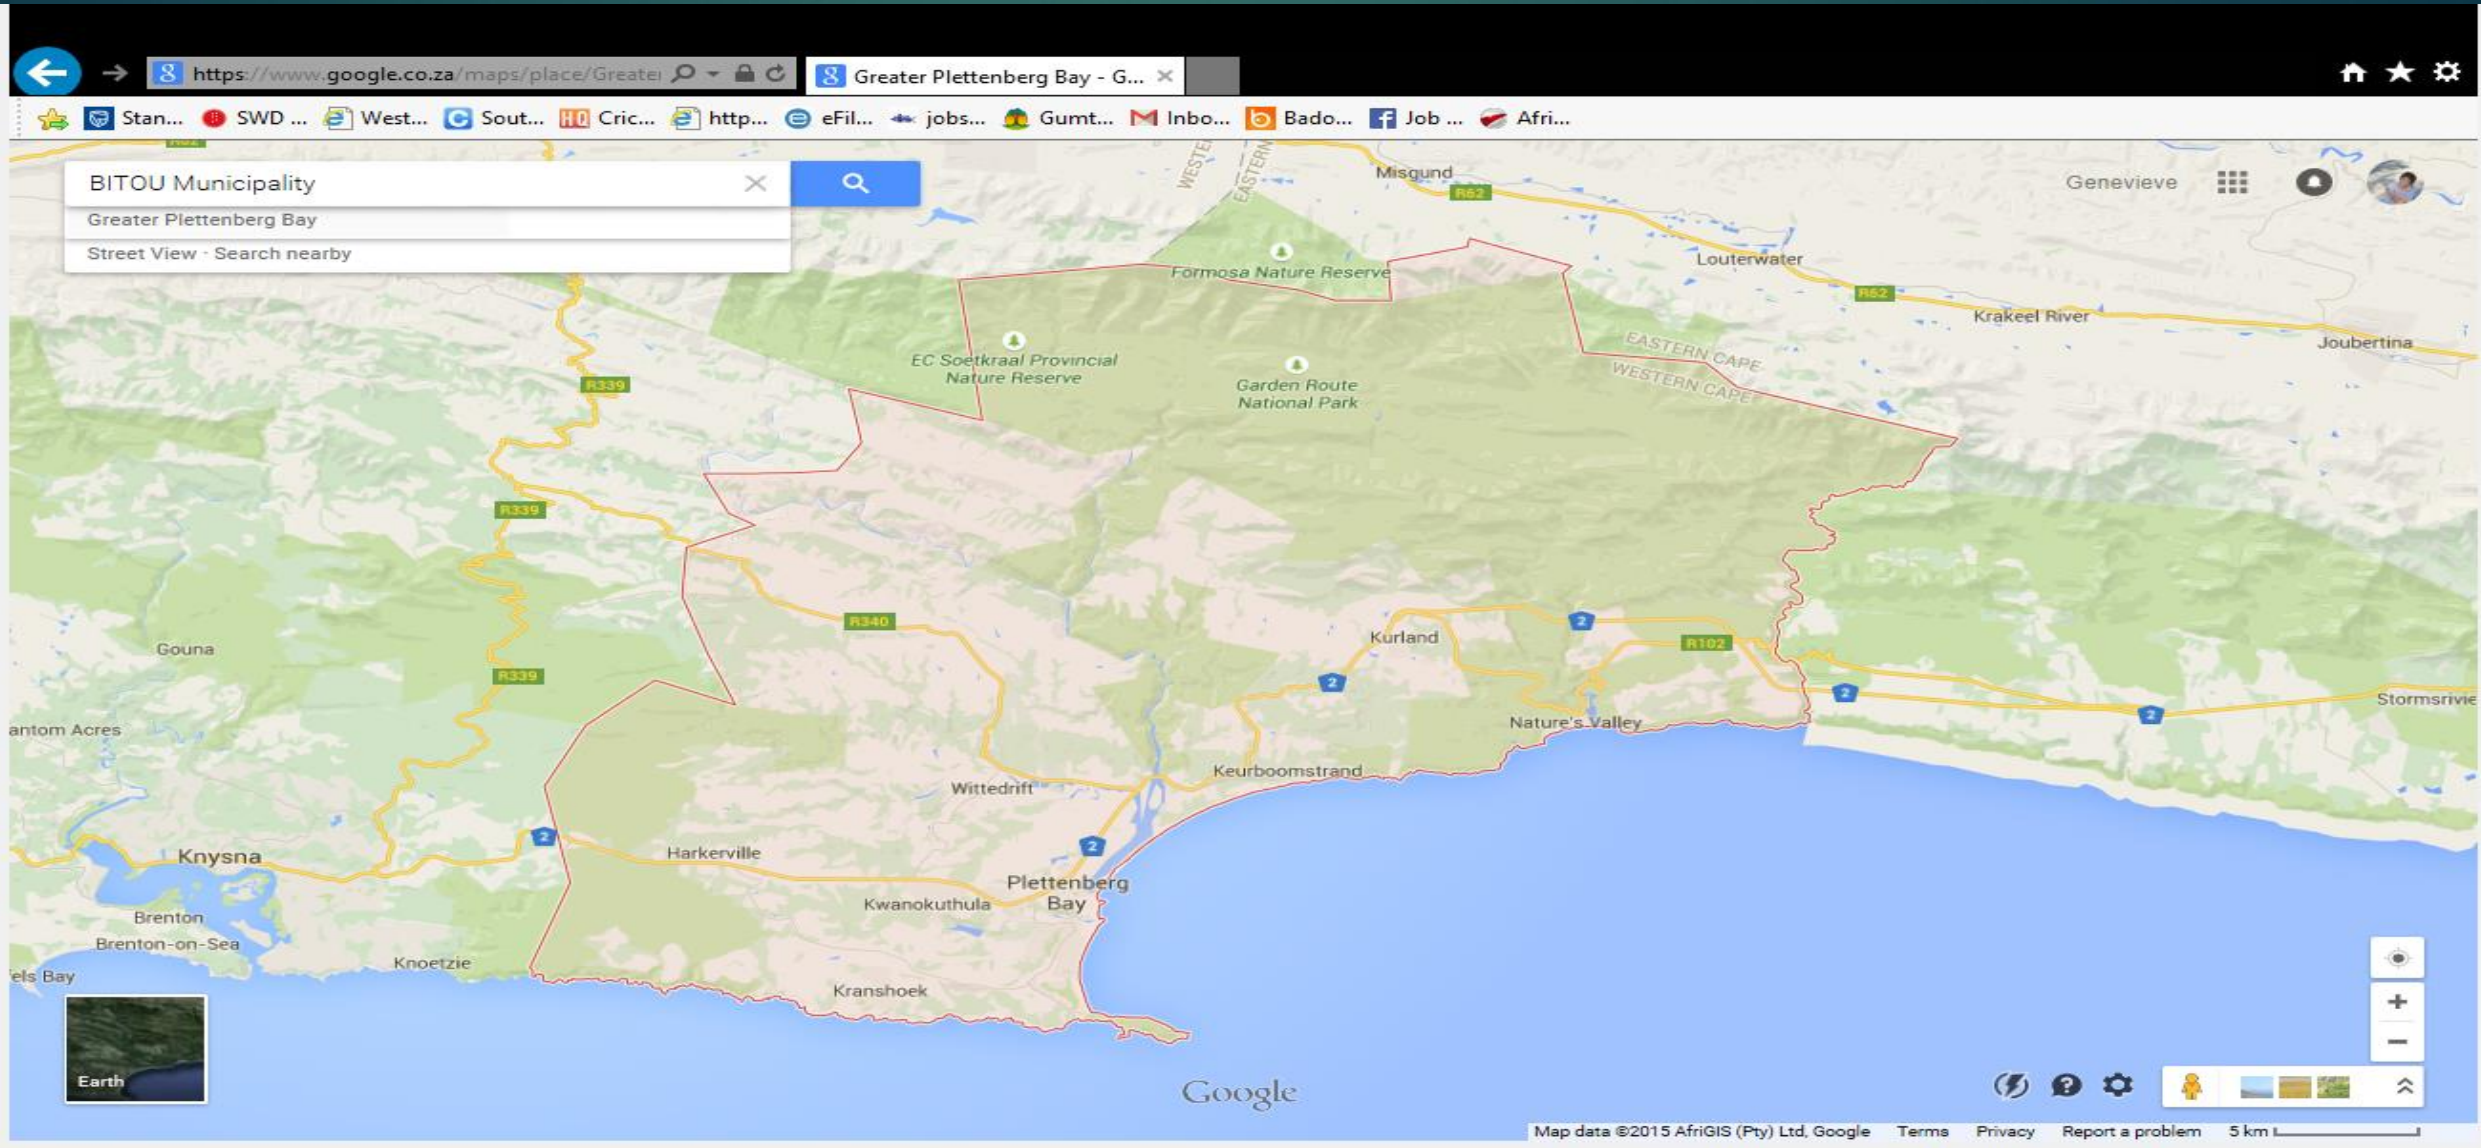 https://www.google.co.za/maps/place/Greater
Greater Plettenberg Bay - G...
Stan... SWD ... West... Sout... HQ Cric... http... eFil... jobs... Gumt... Inbo... Bado... Job ... Afri...
BITOU Municipality
Greater Plettenberg Bay
Street View · Search nearby
Genevieve
R62
WESTE
EASTERN
Misgund
R62
Formosa Nature Reserve
Louterwater
R62
Krakeel River
Joubertina
EASTERN CAPE
WESTERN CAPE
EC Soetkraal Provincial
Nature Reserve
Garden Route
National Park
R339
R339
R340
Gouna
Kurland
2
R102
R339
2
2
2
Stormsrivie
antom Acres
Nature's Valley
Keurboomstrand
Wittedrift
2
2
Knysna
Harkerville
Plettenberg
Bay
Kwanokuthula
Brenton
Brenton-on-Sea
Knoetzie
els Bay
Kranshoek
Earth
Google
Map data ©2015 AfriGIS (Pty) Ltd, Google Terms Privacy Report a problem 5 km